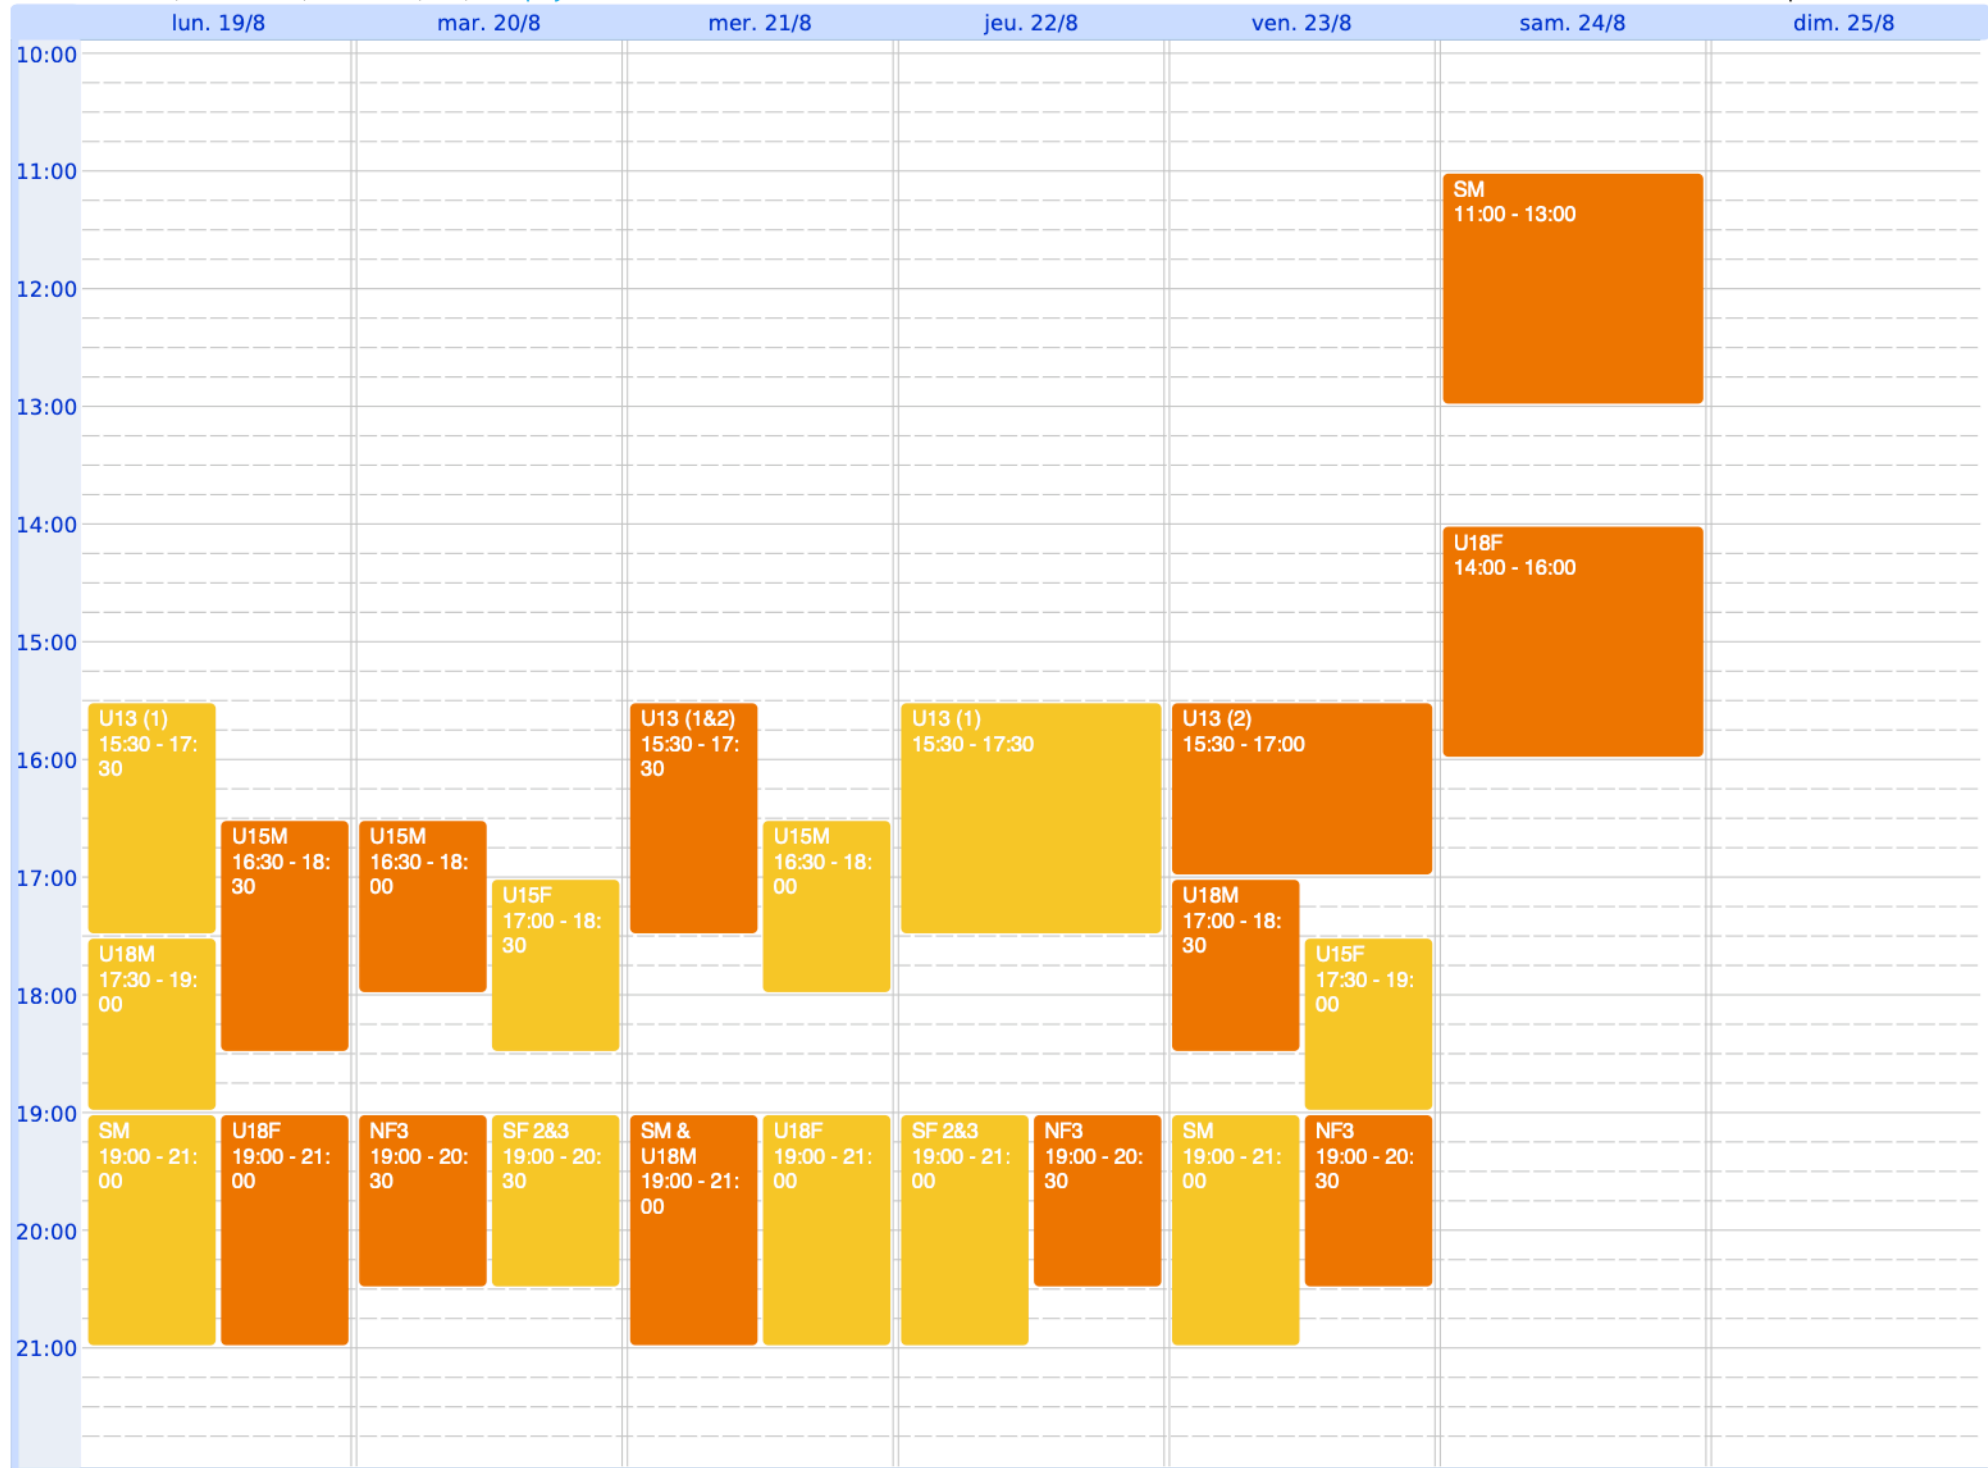 lun. 19/8
mar. 20/8
mer. 21/8
jeu. 22/8
ven. 23/8
sam. 24/8
dim. 25/8
10:00
11:00
12:00
13:00
14:00
15:00
16:00
17:00
18:00
19:00
20:00
21:00
U13 (1)
15:30 - 17:
30
U15M
16:30 - 18:
30
U18M
17:30 - 19:
00
SM
19:00 - 21:
00
U18F
19:00 - 21:
00
U15M
16:30 - 18:
00
U15F
17:00 - 18:
30
NF3
19:00 - 20:
30
SF 2&3
19:00 - 20:
30
U13 (1&2)
15:30 - 17:
30
U15M
16:30 - 18:
00
SM &
U18M
19:00 - 21:
00
U18F
19:00 - 21:
00
U13 (1)
15:30 - 17:30
SF 2&3
19:00 - 21:
00
NF3
19:00 - 20:
30
U13 (2)
15:30 - 17:00
U18M
17:00 - 18:
30
U15F
17:30 - 19:
00
SM
19:00 - 21:
00
NF3
19:00 - 20:
30
SM
11:00 - 13:00
U18F
14:00 - 16:00